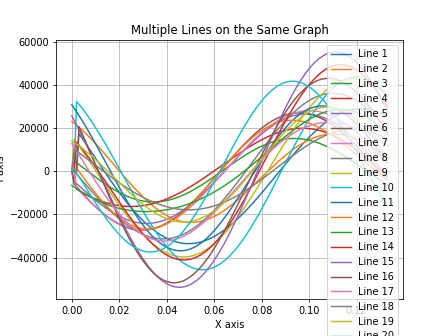 Multiple Lines on the Same Graph
60000
40000
20000
0
−20000
−40000
0.00
0.02
0.04
0.06
0.08
0.10
X axis
Line 1
Line 2
Line 3
Line 4
Line 5
Line 6
Line 7
Line 8
Line 9
Line 10
Line 11
Line 12
Line 13
Line 14
Line 15
Line 16
Line 17
Line 18
Line 19
Line 20